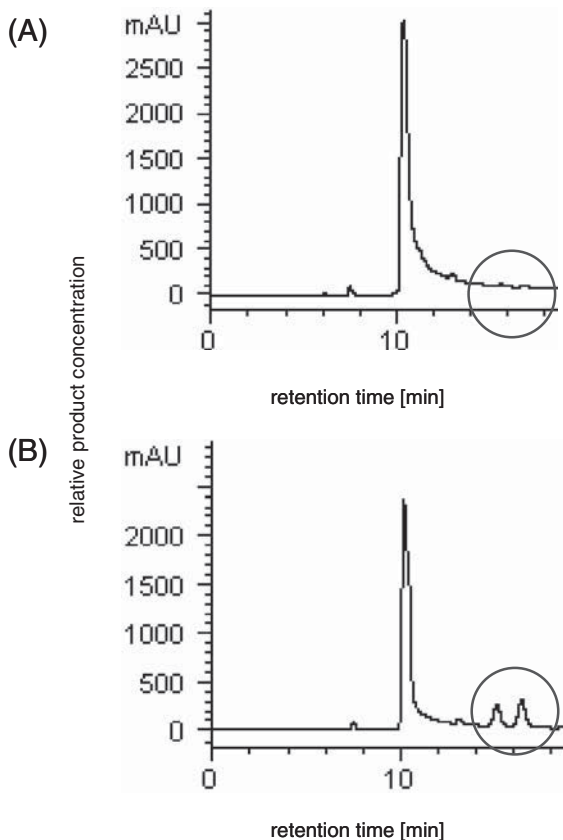 (A)
mAU
2500
2000
1500
1000
500
0
0 10
retention time [min]
relative product concentration
(B)
mAU
2000
1500
1000
500
0
0 10
retention time [min]